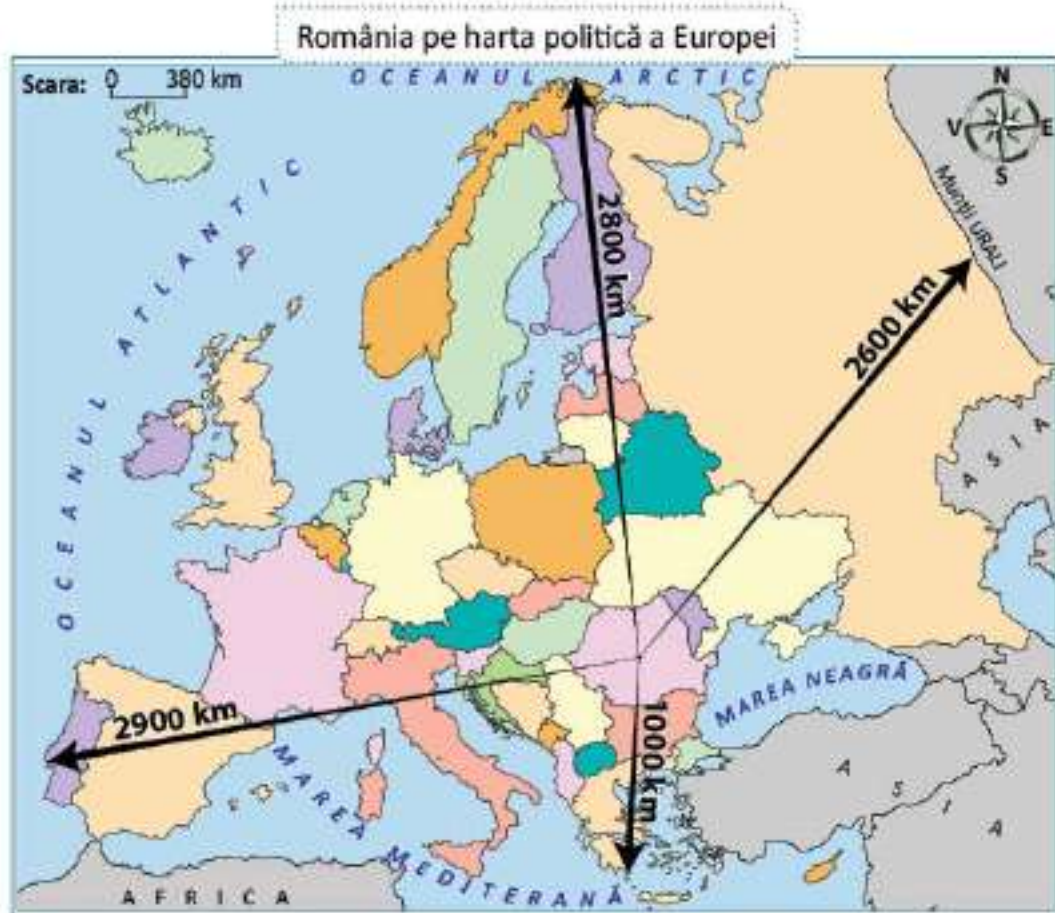 România pe harta politică a Europei
Scara: 0 380 km
OCEANUL ARCTIC
N
V E
S
Munții URALI
OCEANUL ATLANTIC
2800 km
2600 km
ASIA
MAREA NEAGRĂ
2900 km
1000 km
MAREA MEDITERANĂ
ASIA
AFRICA